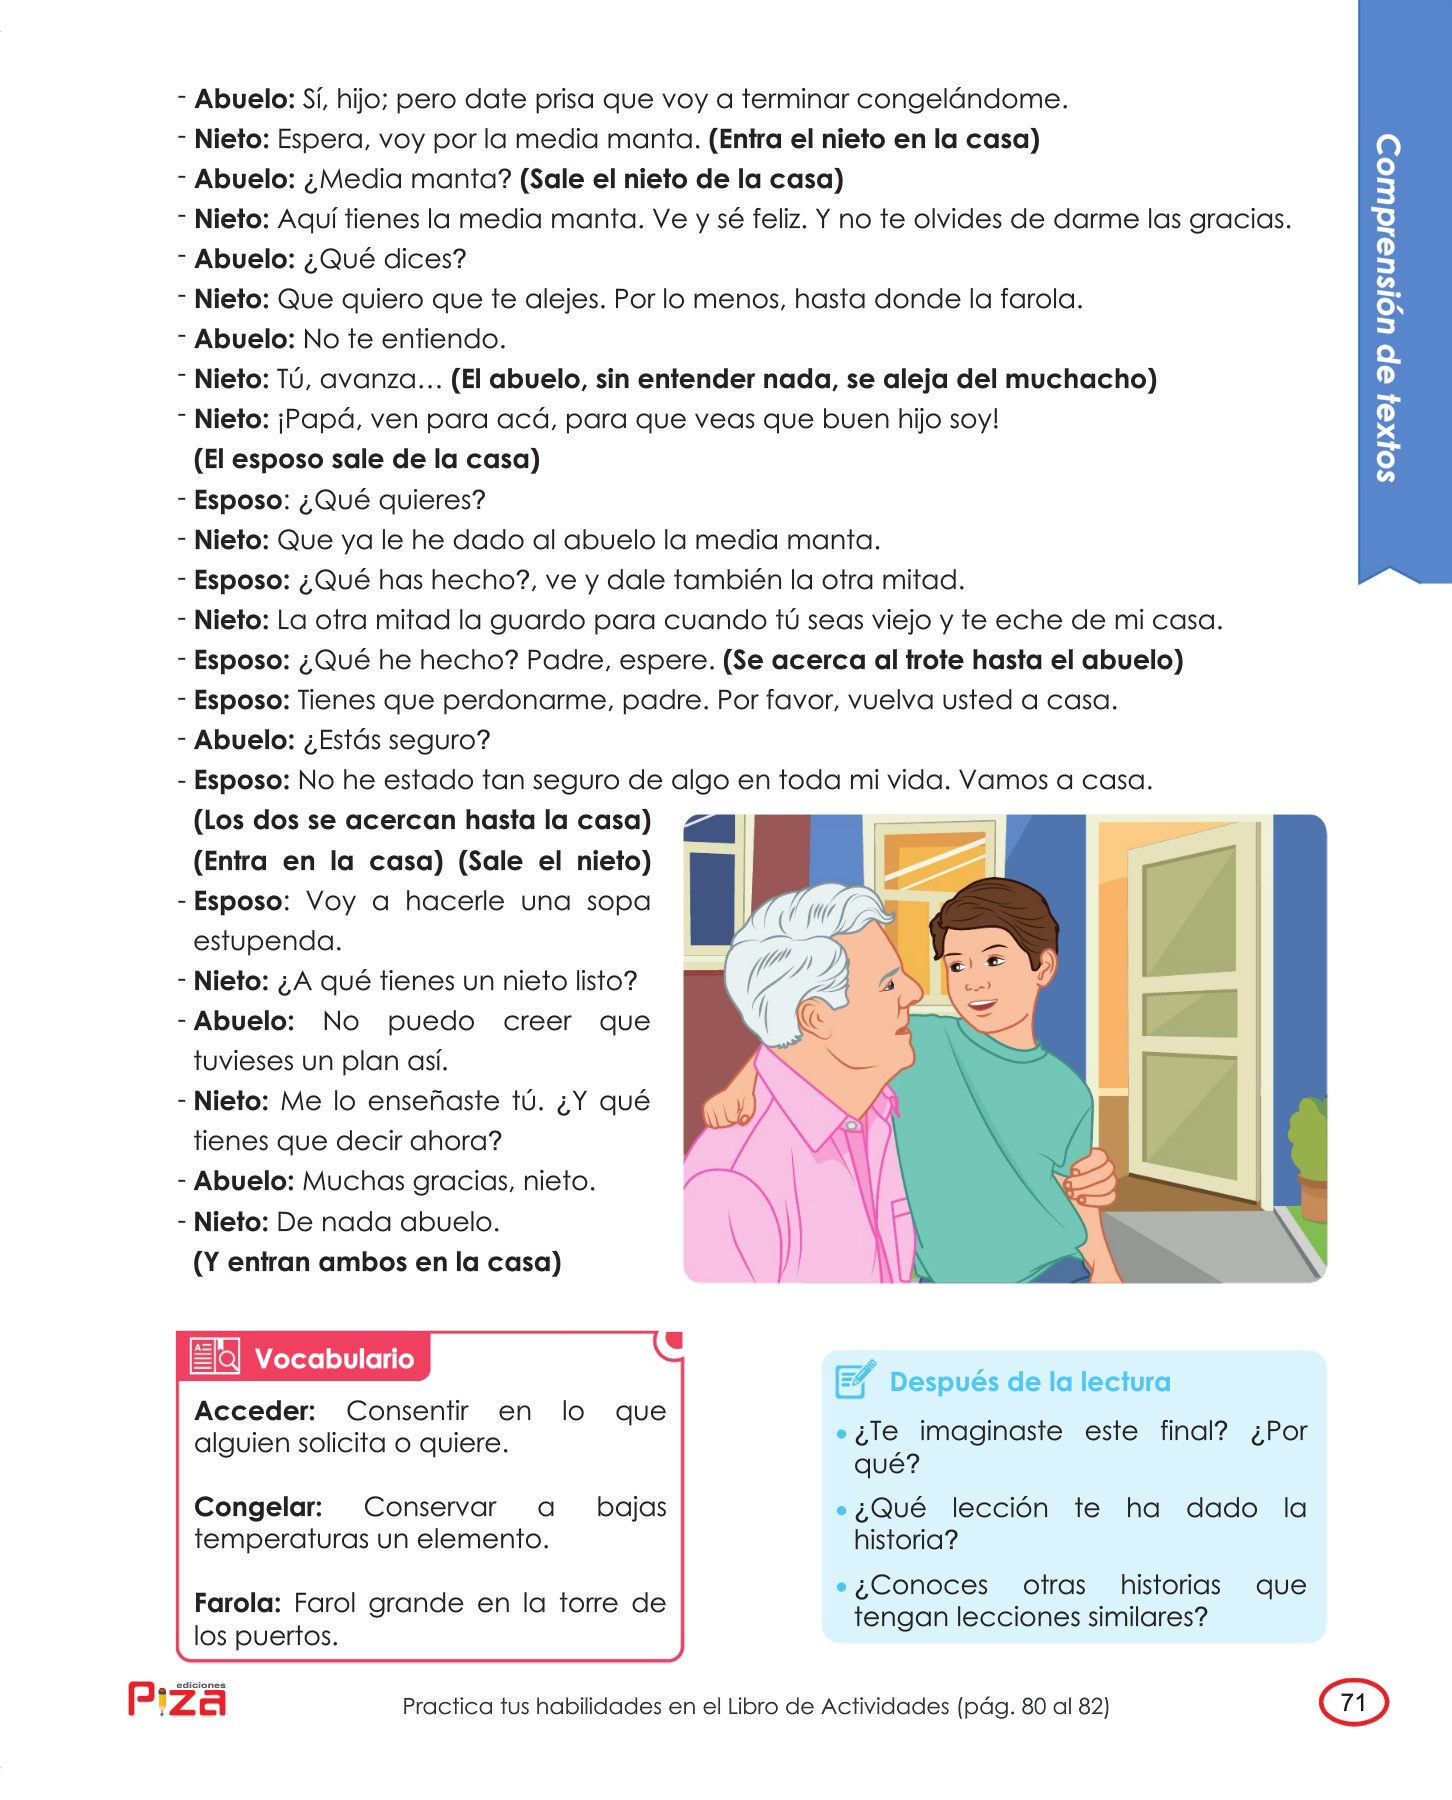 - Abuelo: Sí, hijo; pero date prisa que voy a terminar congelándome.
- Nieto: Espera, voy por la media manta. (Entra el nieto en la casa)
- Abuelo: ¿Media manta? (Sale el nieto de la casa)
- Nieto: Aquí tienes la media manta. Ve y sé feliz. Y no te olvides de darme las gracias.
- Abuelo: ¿Qué dices?
- Nieto: Que quiero que te alejes. Por lo menos, hasta donde la farola.
- Abuelo: No te entiendo.
- Nieto: Tú, avanza… (El abuelo, sin entender nada, se aleja del muchacho)
- Nieto: ¡Papá, ven para acá, para que veas que buen hijo soy!
(El esposo sale de la casa)
- Esposo: ¿Qué quieres?
- Nieto: Que ya le he dado al abuelo la media manta.
- Esposo: ¿Qué has hecho?, ve y dale también la otra mitad.
- Nieto: La otra mitad la guardo para cuando tú seas viejo y te eche de mi casa.
- Esposo: ¿Qué he hecho? Padre, espere. (Se acerca al trote hasta el abuelo)
- Esposo: Tienes que perdonarme, padre. Por favor, vuelva usted a casa.
- Abuelo: ¿Estás seguro?
- Esposo: No he estado tan seguro de algo en toda mi vida. Vamos a casa.
(Los dos se acercan hasta la casa)
(Entra en la casa) (Sale el nieto)
- Esposo: Voy a hacerle una sopa
estupenda.
- Nieto: ¿A qué tienes un nieto listo?
- Abuelo: No puedo creer que
tuvieses un plan así.
- Nieto: Me lo enseñaste tú. ¿Y qué
tienes que decir ahora?
- Abuelo: Muchas gracias, nieto.
- Nieto: De nada abuelo.
(Y entran ambos en la casa)
Comprensión de textos
Vocabulario
Acceder: Consentir en lo que
alguien solicita o quiere.
Congelar: Conservar a bajas
temperaturas un elemento.
Farola: Farol grande en la torre de
los puertos.
Después de la lectura
• ¿Te imaginaste este final? ¿Por
qué?
• ¿Qué lección te ha dado la
historia?
• ¿Conoces otras historias que
tengan lecciones similares?
ediciones
Piza
Practica tus habilidades en el Libro de Actividades (pág. 80 al 82)
71